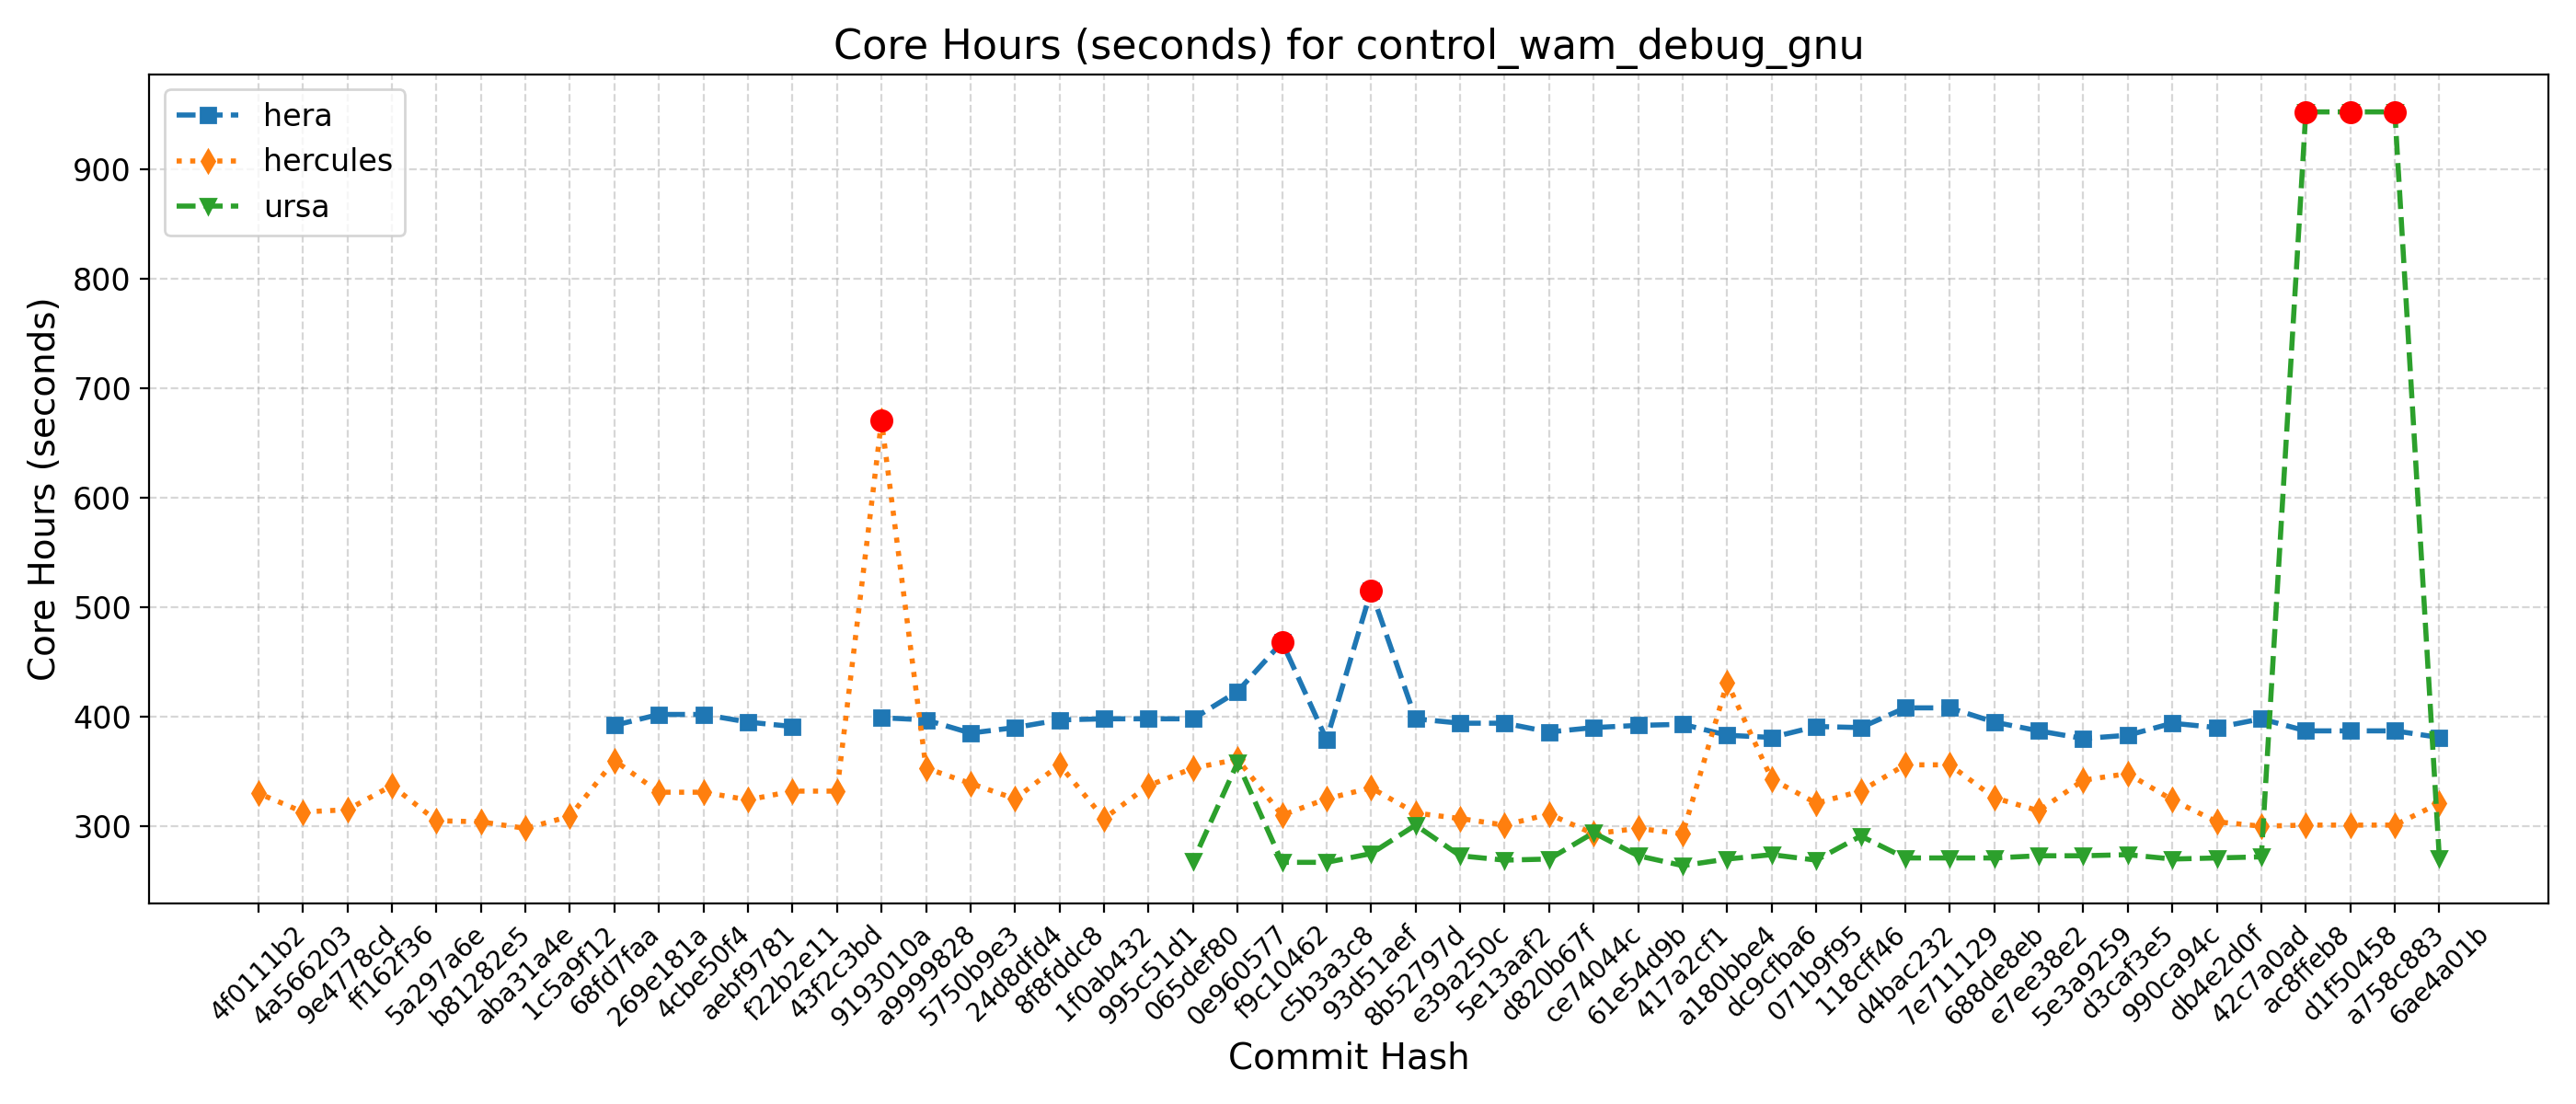 Core Hours (seconds) for control_wam_debug_gnu
hera
hercules
ursa
Core Hours (seconds)
900
800
700
600
500
400
300
4f0111b2
4a566203
9e4778cd
ff162f36
5a297a6e
b81282e5
aba31a4e
1c5a9f12
68fd7faa
269e181a
4cbe50f4
aebf9781
f22b2e11
43f2c3bd
9193010a
a9999828
5750b9e3
24d8dfd4
8f8fddc8
1f0ab432
995c51d1
065def80
0e960577
f9c10462
c5b3a3c8
93d51aef
8b52797d
e39a250c
5e13aaf2
d820b67f
ce74044c
61e54d9b
417a2cf1
a180bbe4
dc9cfba6
071b9f95
118cff46
d4bac232
7e711129
688de8eb
e7ee38e2
5e3a9259
d3caf3e5
990ca94c
db4e2d0f
42c7a0ad
ac8ffeb8
d1f50458
a758c883
6ae4a01b
Commit Hash